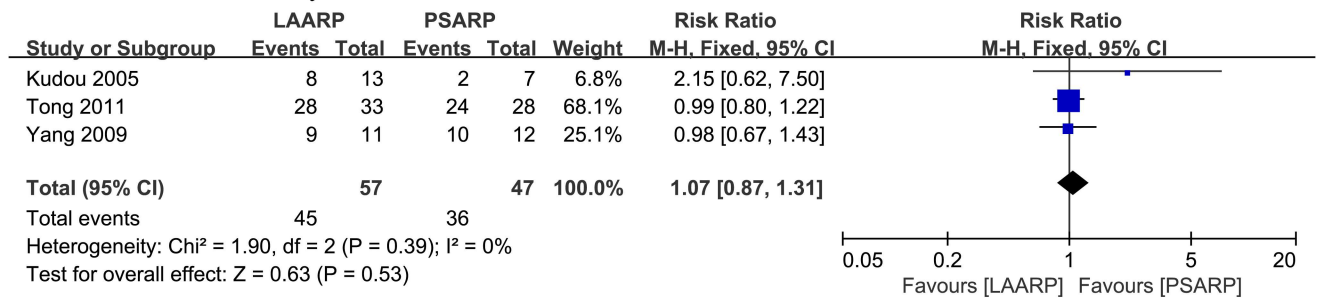 LAARP PSARP Risk Ratio Risk Ratio
Study or Subgroup Events Total Events Total Weight M-H, Fixed, 95% CI M-H, Fixed, 95% CI
Kudou 2005 8 13 2 7 6.8% 2.15 [0.62, 7.50]
Tong 2011 28 33 24 28 68.1% 0.99 [0.80, 1.22]
Yang 2009 9 11 10 12 25.1% 0.98 [0.67, 1.43]
Total (95% CI) 57 47 100.0% 1.07 [0.87, 1.31]
Total events 45 36
Heterogeneity: Chi² = 1.90, df = 2 (P = 0.39); I² = 0%
Test for overall effect: Z = 0.63 (P = 0.53)
0.05 0.2 1 5 20
Favours [LAARP] Favours [PSARP]